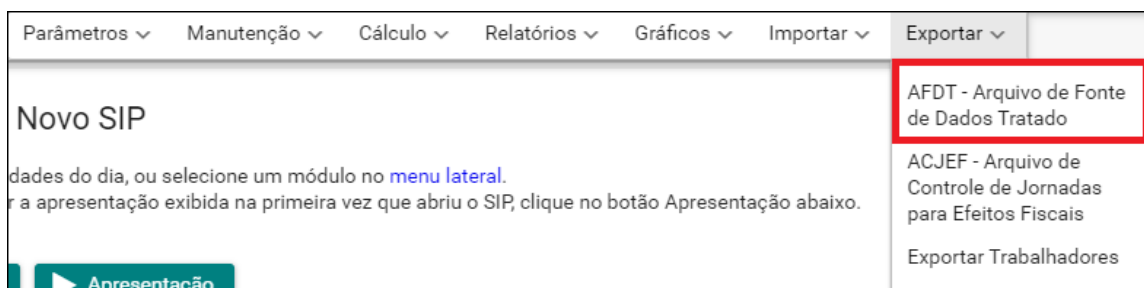 Parâmetros Manutenção Cálculo Relatórios Gráficos Importar Exportar
AFDT - Arquivo de Fonte
de Dados Tratado
Novo SIP
ACJEF - Arquivo de
Controle de Jornadas
para Efeitos Fiscais
dades do dia, ou selecione um módulo no menu lateral.
r a apresentação exibida na primeira vez que abriu o SIP, clique no botão Apresentação abaixo.
Exportar Trabalhadores
Apresentação